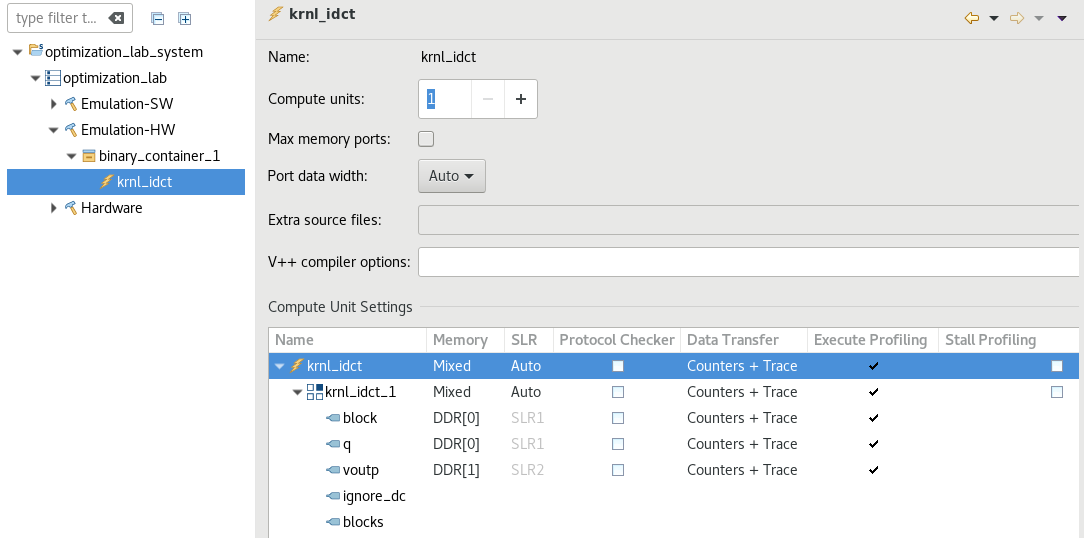 type filter t...
optimization_lab_system
optimization_lab
Emulation-SW
Emulation-HW
binary_container_1
krnl_idct
Hardware
krnl_idct
Name: krnl_idct
Compute units: 1
Max memory ports:
Port data width: Auto
Extra source files:
V++ compiler options:
Compute Unit Settings
Name Memory SLR Protocol Checker Data Transfer Execute Profiling Stall Profiling
krnl_idct Mixed Auto Counters + Trace
krnl_idct_1 Mixed Auto Counters + Trace
block DDR[0] SLR1 Counters + Trace
q DDR[0] SLR1 Counters + Trace
voutp DDR[1] SLR2 Counters + Trace
ignore_dc
blocks